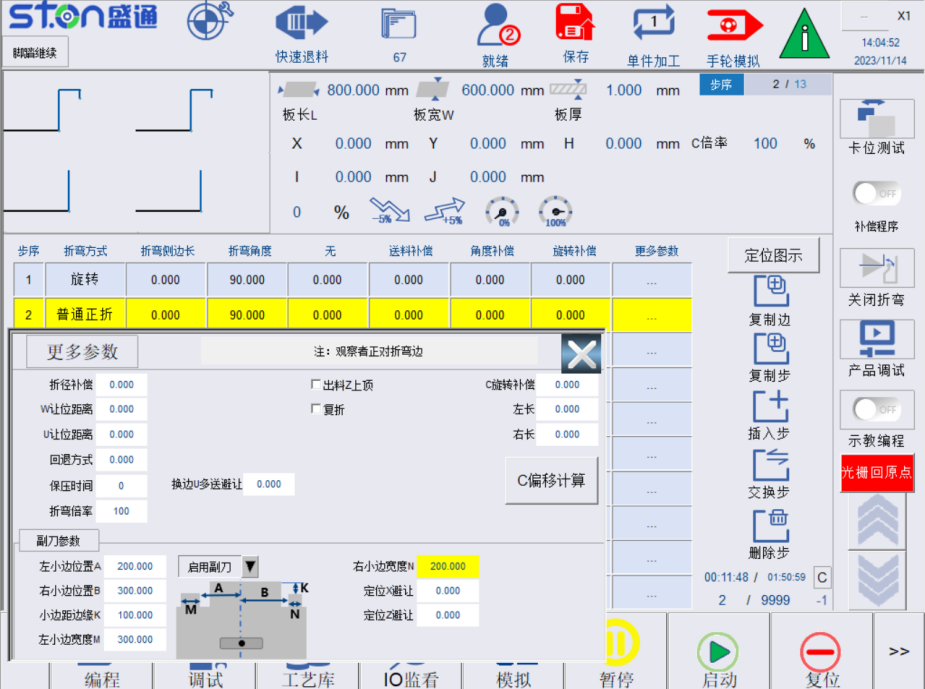 STON 盛通
2
1
i
-- X1
脚踏继续
快速退料
67
就绪
保存
单件加工
手轮模拟
14:04:52
2023/11/14
800.000 mm
600.000 mm
1.000 mm
步序
2 / 13
板长L
板宽W
板厚
X 0.000 mm Y 0.000 mm H 0.000 mm C倍率 100 %
I 0.000 mm J 0.000 mm
0 % -5% +5% 0% 100%
卡位测试
OFF
补偿程序
步序 折弯方式 折弯侧边长 折弯角度 无 送料补偿 角度补偿 旋转补偿 更多参数
1 旋转 0.000 90.000 0.000 0.000 0.000 0.000 ...
2 普通正折 0.000 90.000 0.000 0.000 0.000 0.000 ...
...
...
...
...
...
...
...
...
定位图示
复制边
复制步
插入步
交换步
删除步
关闭折弯
产品调试
OFF
示教编程
光栅回原点
更多参数
注: 观察者正对折弯边
折径补偿 0.000
出料Z上顶
C旋转补偿 0.000
W让位距离 0.000
复折
左长 0.000
U让位距离 0.000
右长 0.000
回退方式 0.000
保压时间 0
换边U多送避让 0.000
C偏移计算
折弯倍率 100
副刀参数
左小边位置A 200.000
启用副刀 ▼
右小边宽度N 200.000
右小边位置B 300.000
定位X避让 0.000
小边距边缘K 100.000
定位Z避让 0.000
左小边宽度M 300.000
A B K
M N
00:11:48 / 01:50:59 C
2 / 9999 -1
编程
调试
工艺库
IO监看
模拟
暂停
启动
复位
>>